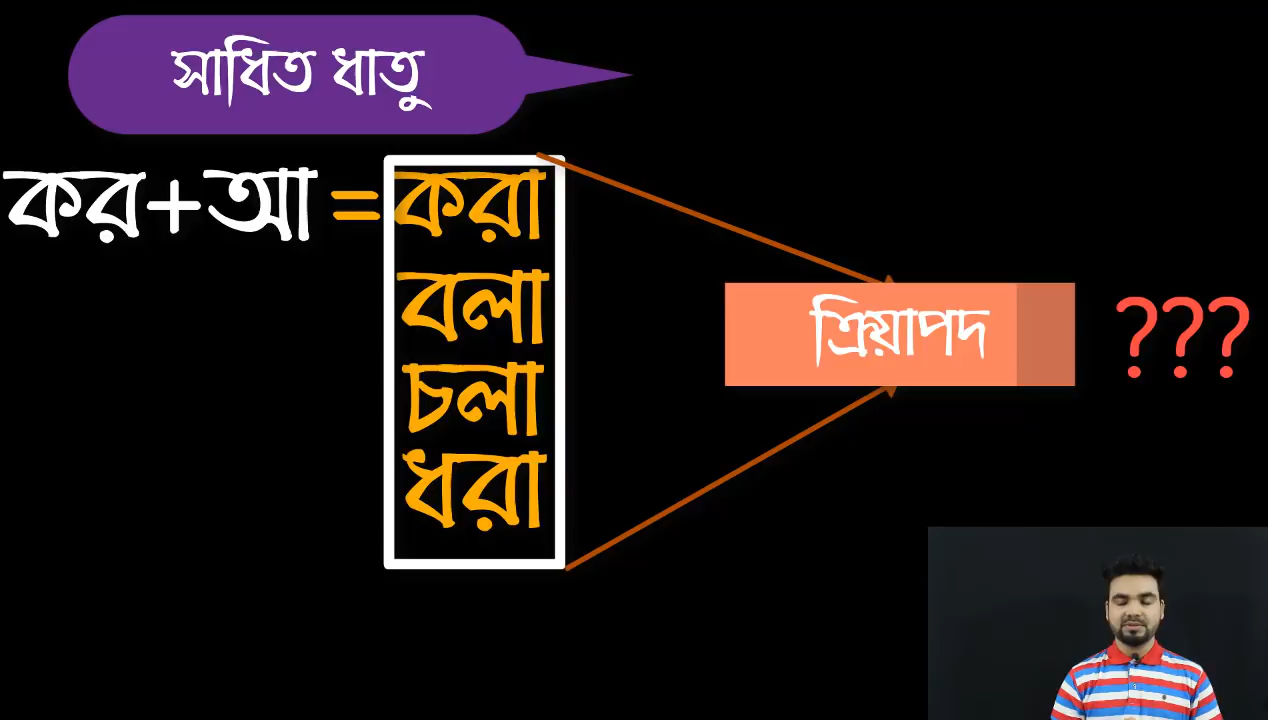 সাধিত ধাতু
কর+আ =করা
বলা
চলা
ধরা
ক্রিয়াপদ ???